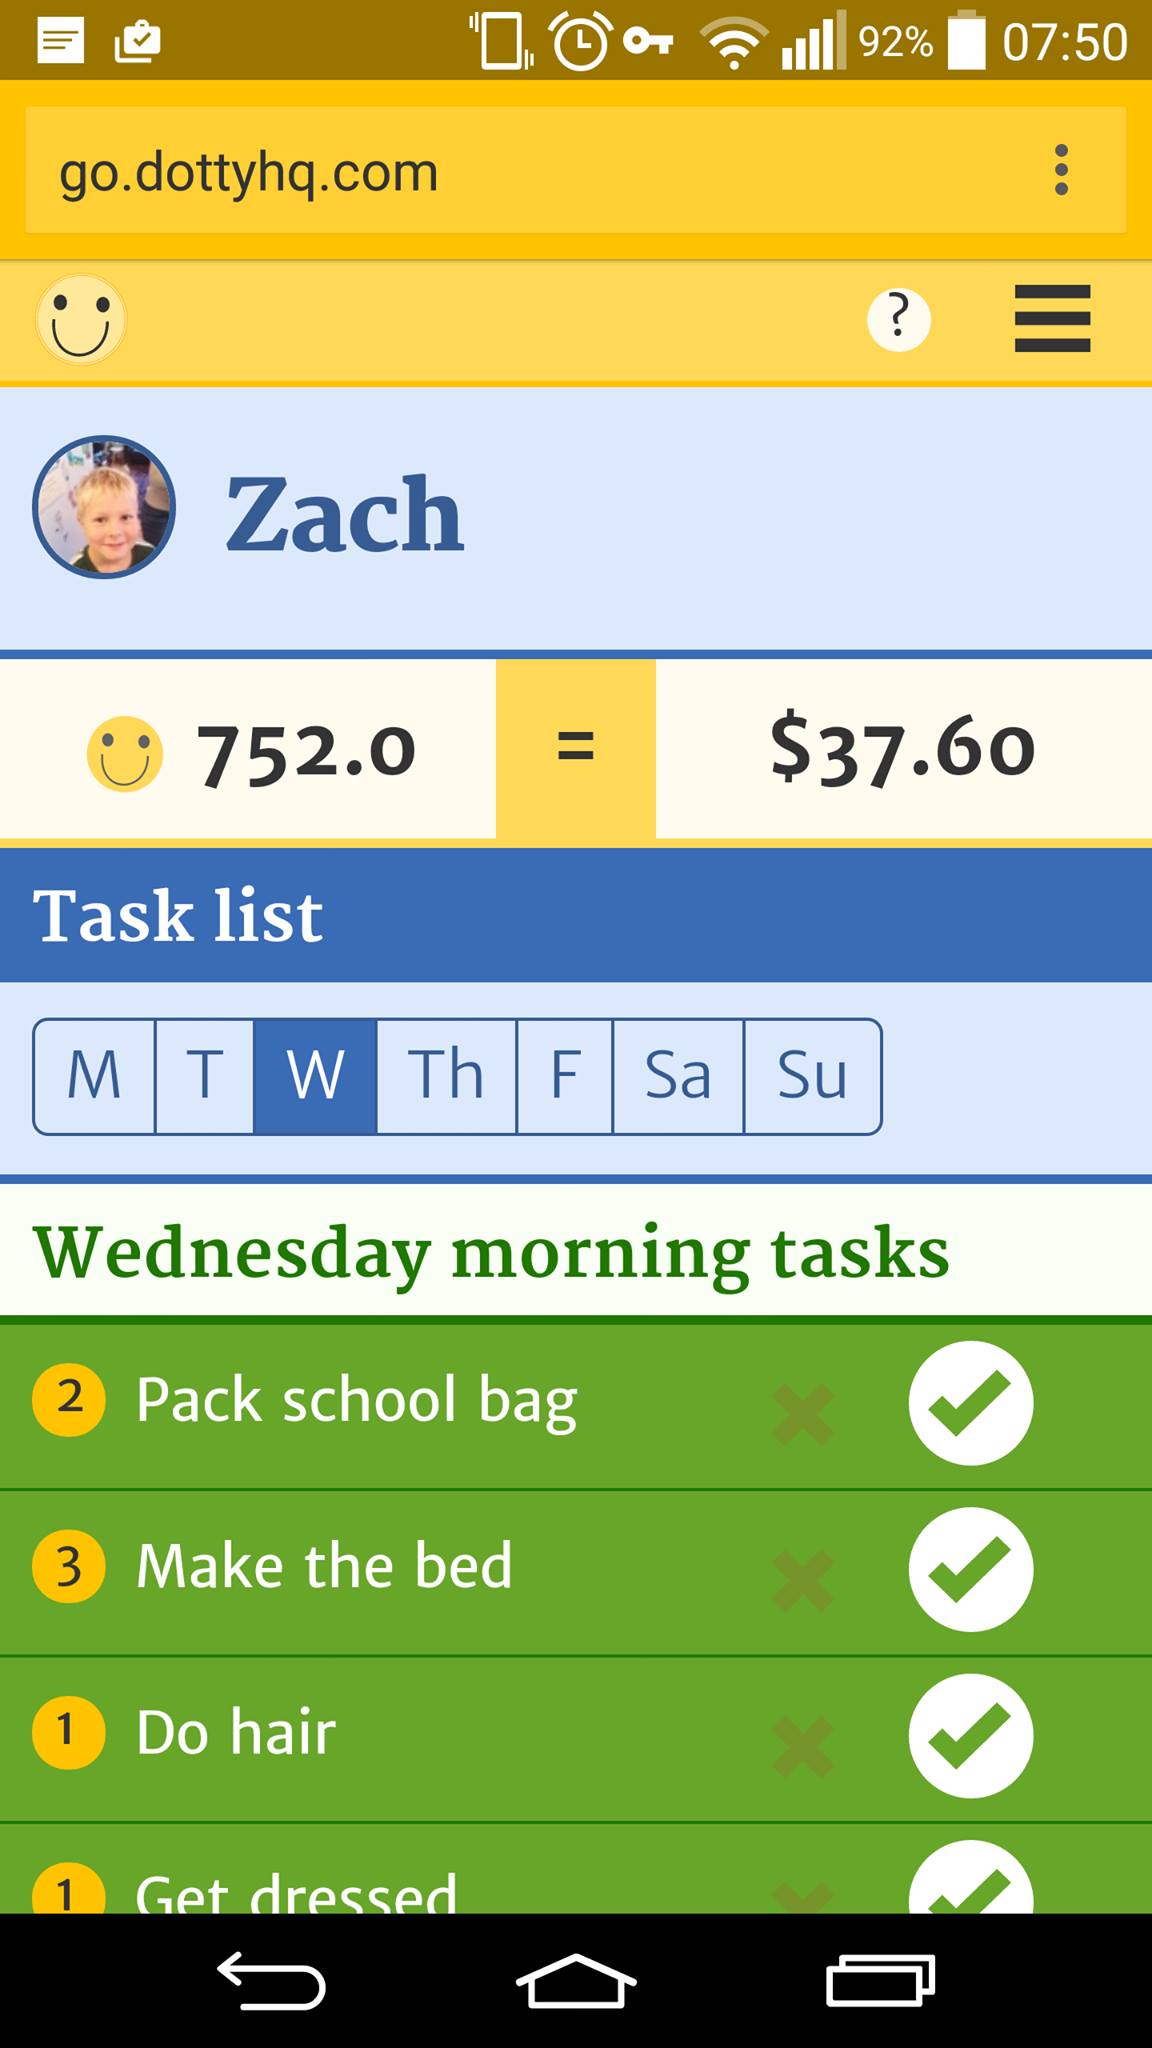 92% 07:50
go.dottyhq.com
?
Zach
752.0 = $37.60
Task list
M T W Th F Sa Su
Wednesday morning tasks
2 Pack school bag
3 Make the bed
1 Do hair
1 Get dressed